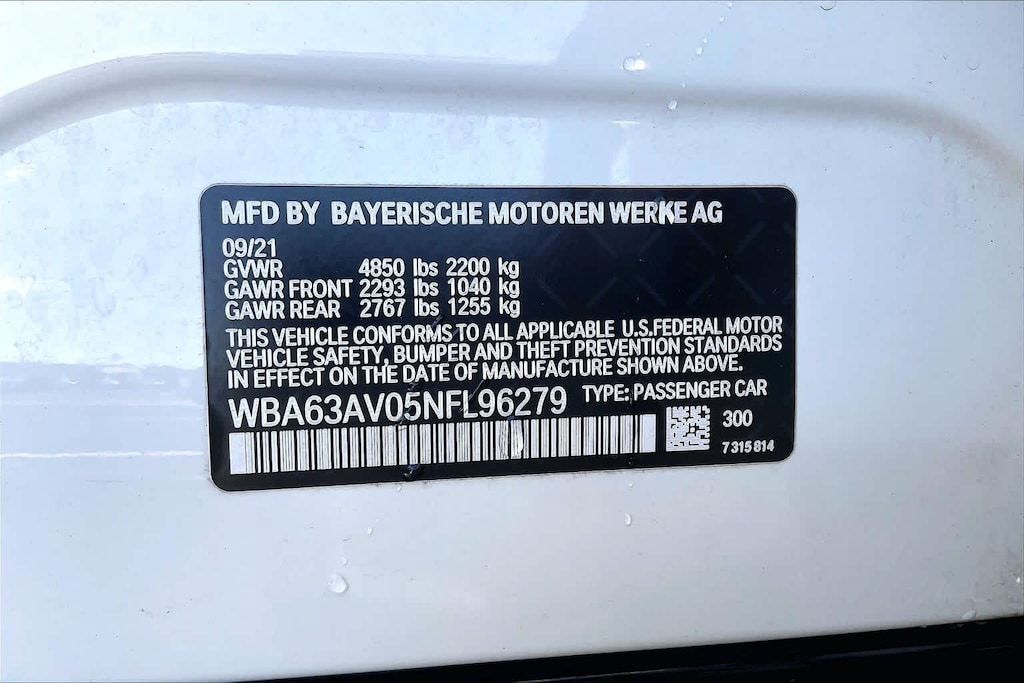 MFD BY BAYERISCHE MOTOREN WERKE AG
09/21
GVWR 4850 lbs 2200 kg
GAWR FRONT 2293 lbs 1040 kg
GAWR REAR 2767 lbs 1255 kg
THIS VEHICLE CONFORMS TO ALL APPLICABLE U.S.FEDERAL MOTOR
VEHICLE SAFETY, BUMPER AND THEFT PREVENTION STANDARDS
IN EFFECT ON THE DATE OF MANUFACTURE SHOWN ABOVE.
WBA63AV05NFL96279 TYPE: PASSENGER CAR
300
7315814